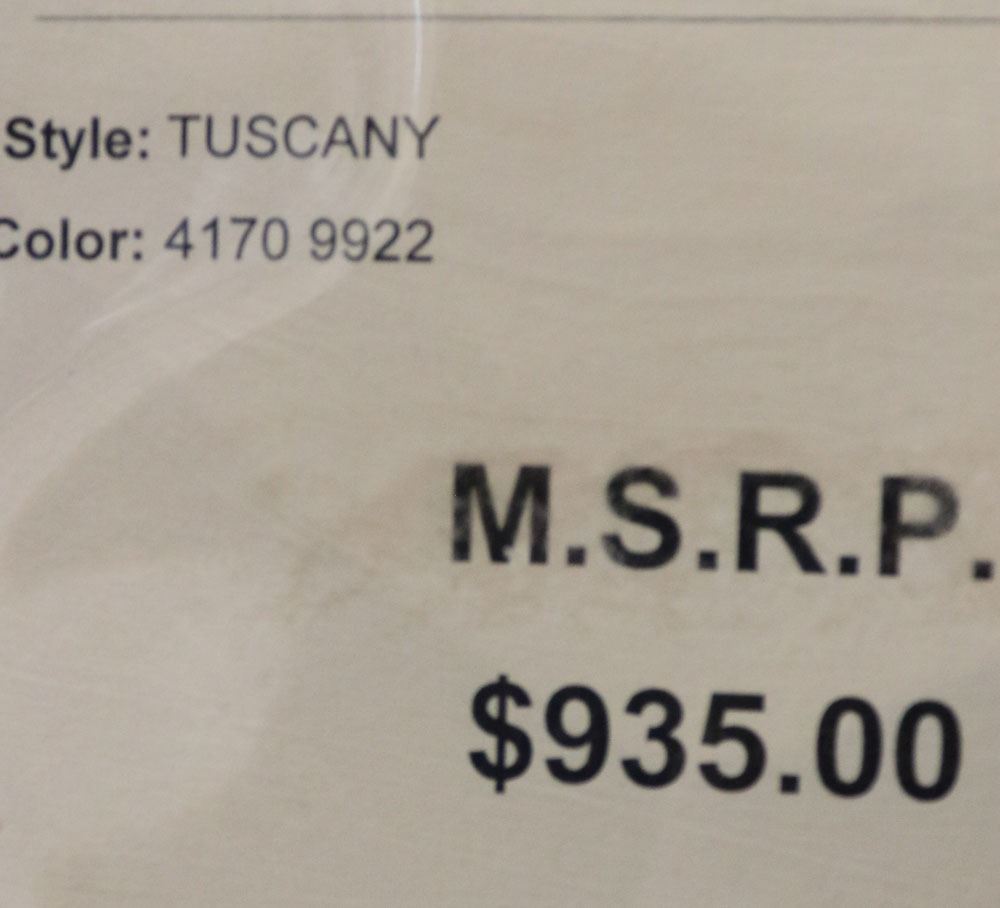 Style: TUSCANY
Color: 4170 9922
M.S.R.P.
$935.00